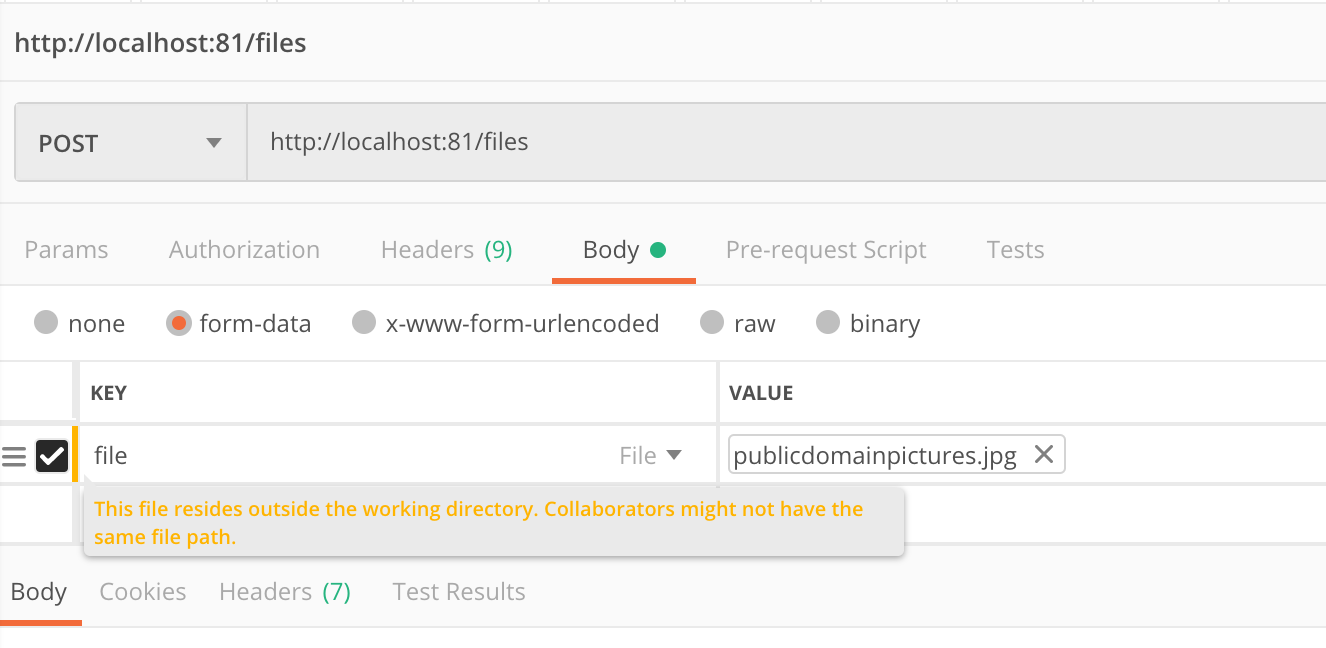 http://localhost:81/files
POST http://localhost:81/files
Params Authorization Headers (9) Body Pre-request Script Tests
none form-data x-www-form-urlencoded raw binary
KEY VALUE
file File publicdomainpictures.jpg
This file resides outside the working directory. Collaborators might not have the
same file path.
Body Cookies Headers (7) Test Results